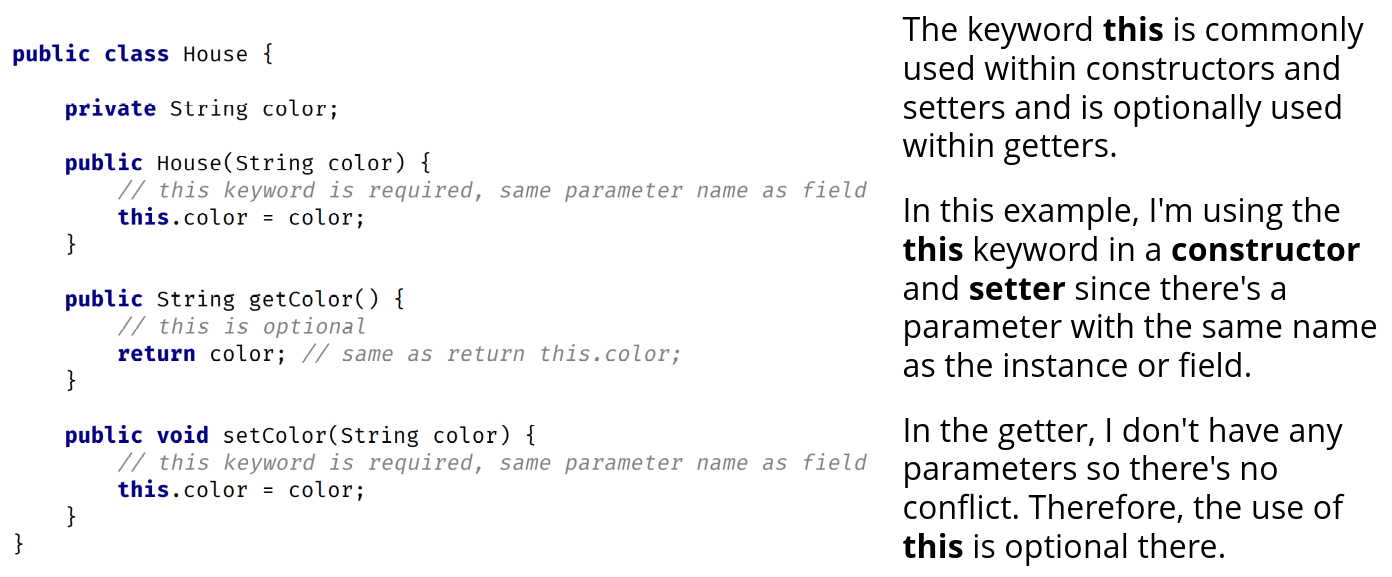 public class House {
private String color;
public House(String color) {
// this keyword is required, same parameter name as field
this.color = color;
}
public String getColor() {
// this is optional
return color; // same as return this.color;
}
public void setColor(String color) {
// this keyword is required, same parameter name as field
this.color = color;
}
}
The keyword this is commonly
used within constructors and
setters and is optionally used
within getters.
In this example, I'm using the
this keyword in a constructor
and setter since there's a
parameter with the same name
as the instance or field.
In the getter, I don't have any
parameters so there's no
conflict. Therefore, the use of
this is optional there.